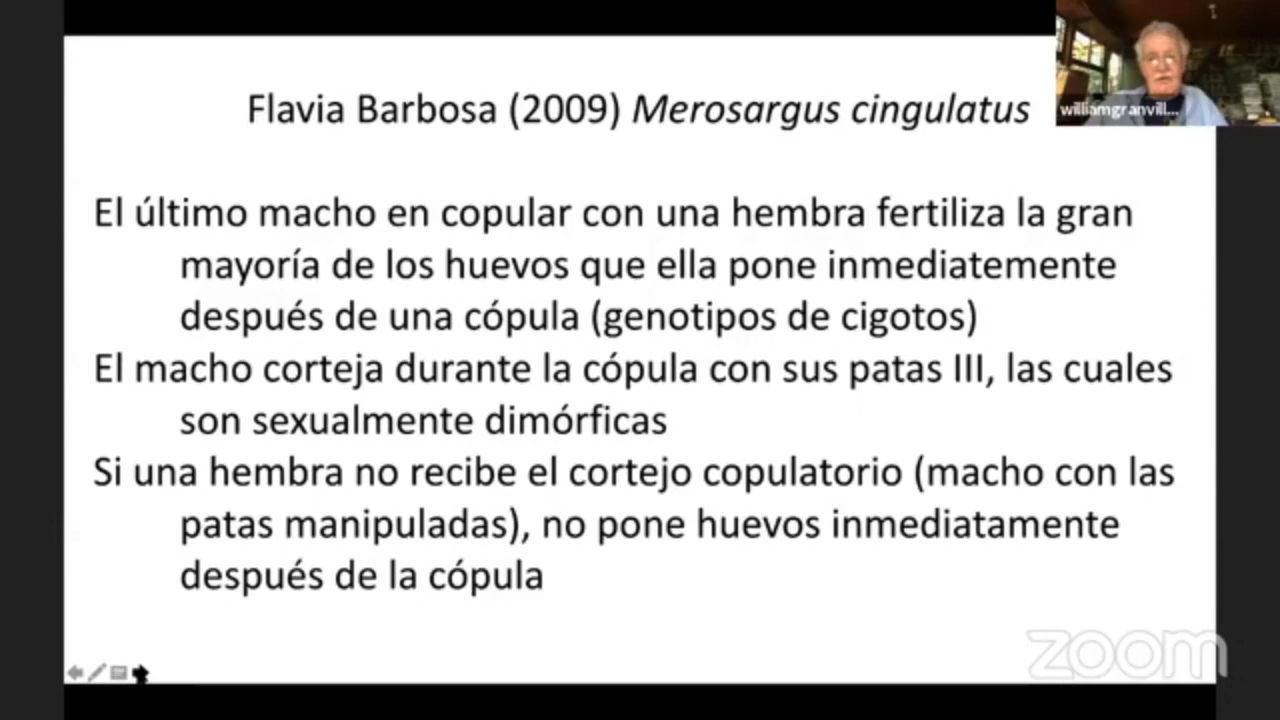 Flavia Barbosa (2009) Merosargus cingulatus
williamgranvill...
El último macho en copular con una hembra fertiliza la gran
mayoría de los huevos que ella pone inmediatemente
después de una cópula (genotipos de cigotos)
El macho corteja durante la cópula con sus patas III, las cuales
son sexualmente dimórficas
Si una hembra no recibe el cortejo copulatorio (macho con las
patas manipuladas), no pone huevos inmediatamente
después de la cópula
zoom